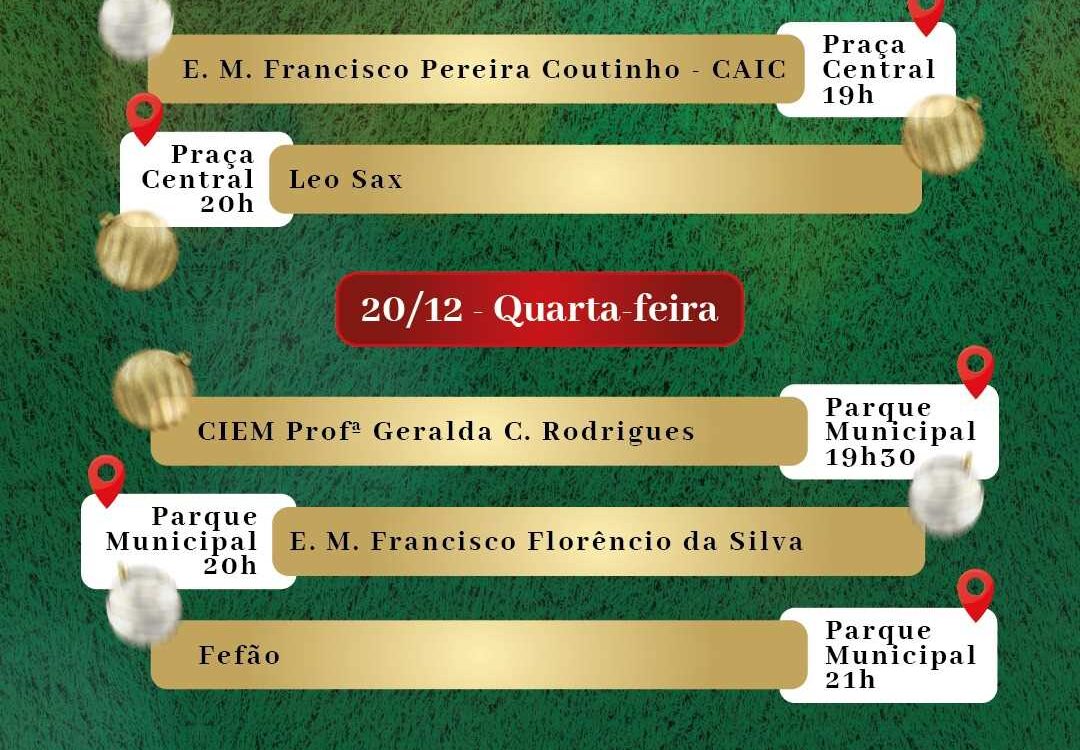 E. M. Francisco Pereira Coutinho - CAIC
Praça
Central
19h
Praça
Central
20h
Leo Sax
20/12 - Quarta-feira
CIEM Profª Geralda C. Rodrigues
Parque
Municipal
19h30
Parque
Municipal
20h
E. M. Francisco Florêncio da Silva
Fefão
Parque
Municipal
21h